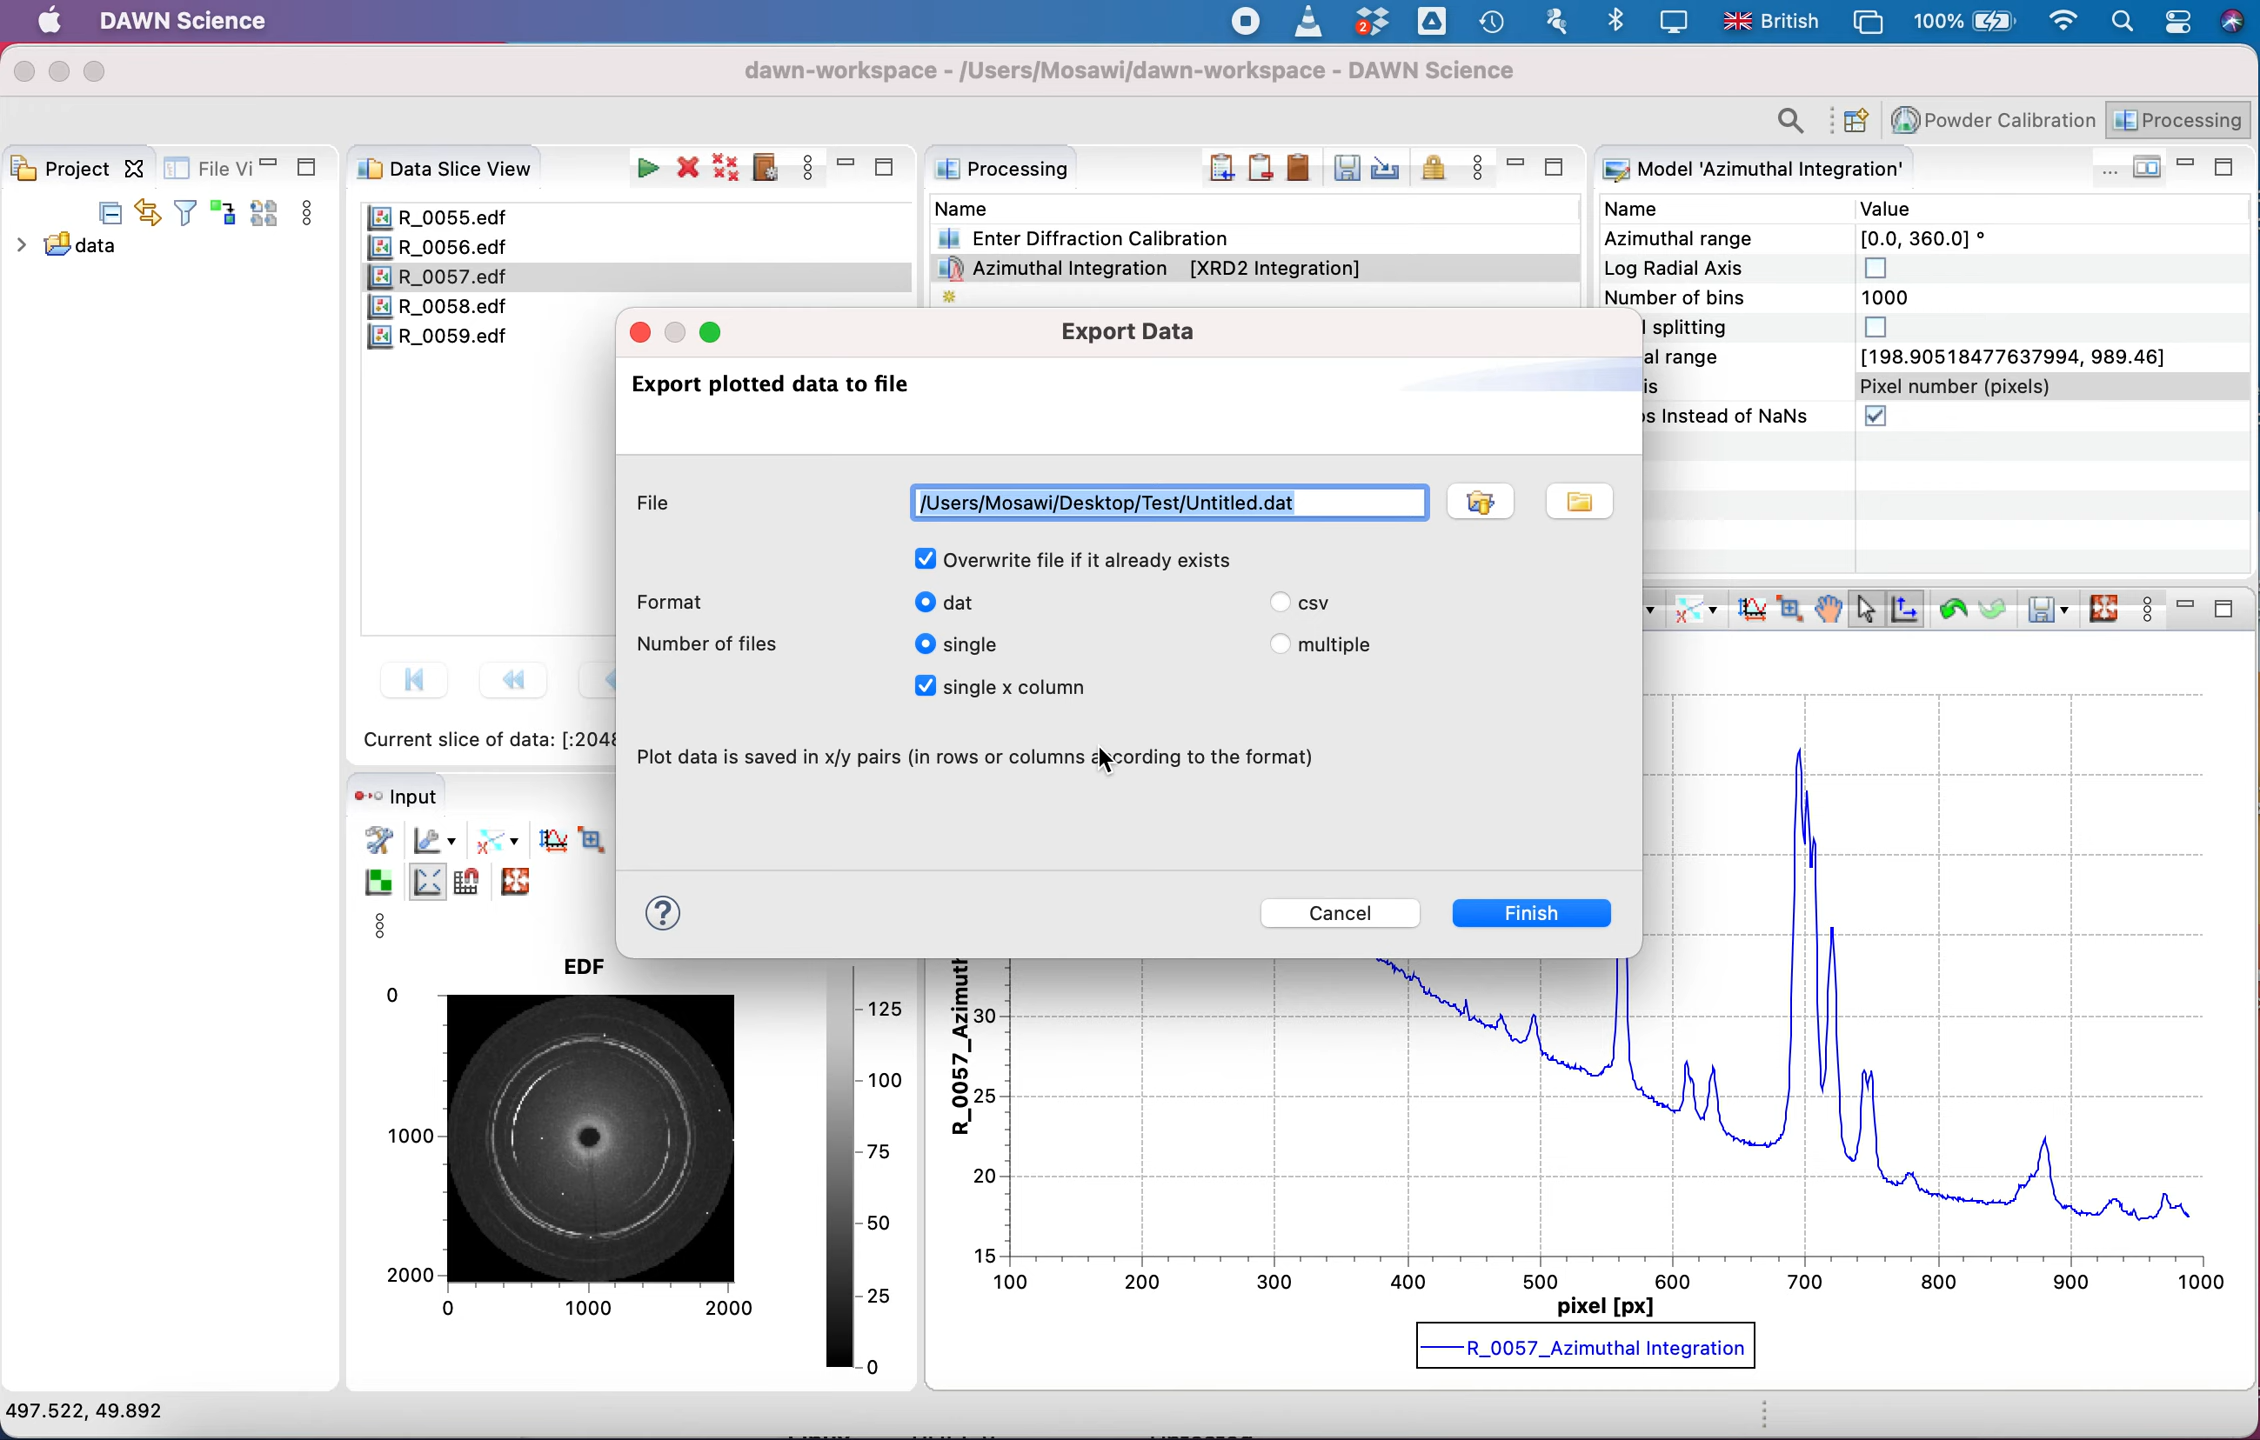 DAWN Science
2
British
100%
dawn-workspace - /Users/Mosawi/dawn-workspace - DAWN Science
Powder Calibration
Processing
Project
File Vi
data
Data Slice View
R_0055.edf
R_0056.edf
R_0057.edf
R_0058.edf
R_0059.edf
Current slice of data: [:2048
Processing
Name
Enter Diffraction Calibration
Azimuthal Integration [XRD2 Integration]
Model 'Azimuthal Integration'
...
Name Value
Azimuthal range [0.0, 360.0] °
Log Radial Axis
Number of bins 1000
l splitting
al range [198.90518477637994, 989.46]
is Pixel number (pixels)
s Instead of NaNs
Export Data
Export plotted data to file
File /Users/Mosawi/Desktop/Test/Untitled.dat
Overwrite file if it already exists
Format dat csv
Number of files single multiple
single x column
Plot data is saved in x/y pairs (in rows or columns according to the format)
? Cancel Finish
Input
EDF
0
1000
2000
0 1000 2000
125
100
75
50
25
0
R_0057_Azimuth
30
25
20
15
100 200 300 400 500 600 700 800 900 1000
pixel [px]
R_0057_Azimuthal Integration
497.522, 49.892